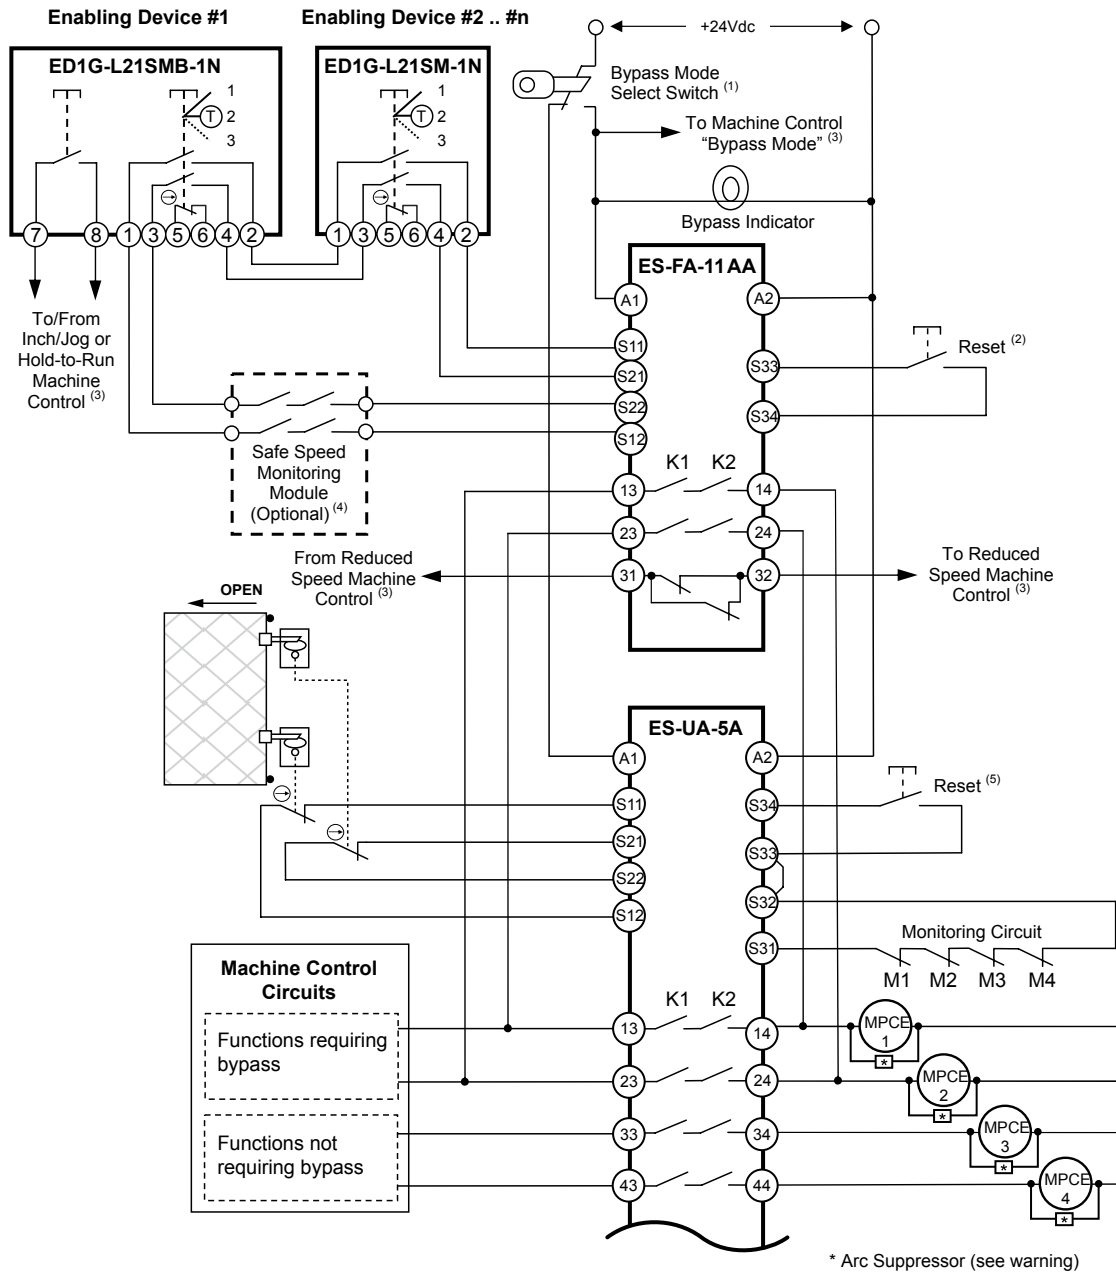 Enabling Device #1
Enabling Device #2 .. #n
+24Vdc
ED1G-L21SMB-1N
1
T 2
3
7 8 1 3 5 6 4 2
ED1G-L21SM-1N
1
T 2
3
1 3 5 6 4 2
Bypass Mode
Select Switch (1)
To Machine Control
“Bypass Mode” (3)
Bypass Indicator
To/From
Inch/Jog or
Hold-to-Run
Machine
Control (3)
ES-FA-11AA
A1 A2
S11
S21
S22
S12
S33
S34
Reset (2)
K1 K2
13 14
23 24
31 32
Safe Speed
Monitoring
Module
(Optional) (4)
From Reduced
Speed Machine
Control (3)
To Reduced
Speed Machine
Control (3)
OPEN
ES-UA-5A
A1 A2
S11
S21
S22
S12
S34
S33
S32
S31
Reset (5)
Monitoring Circuit
M1 M2 M3 M4
Machine Control
Circuits
Functions requiring
bypass
Functions not
requiring bypass
K1 K2
13 14
23 24
33 34
43 44
MPCE
1
*
MPCE
2
*
MPCE
3
*
MPCE
4
*
* Arc Suppressor (see warning)